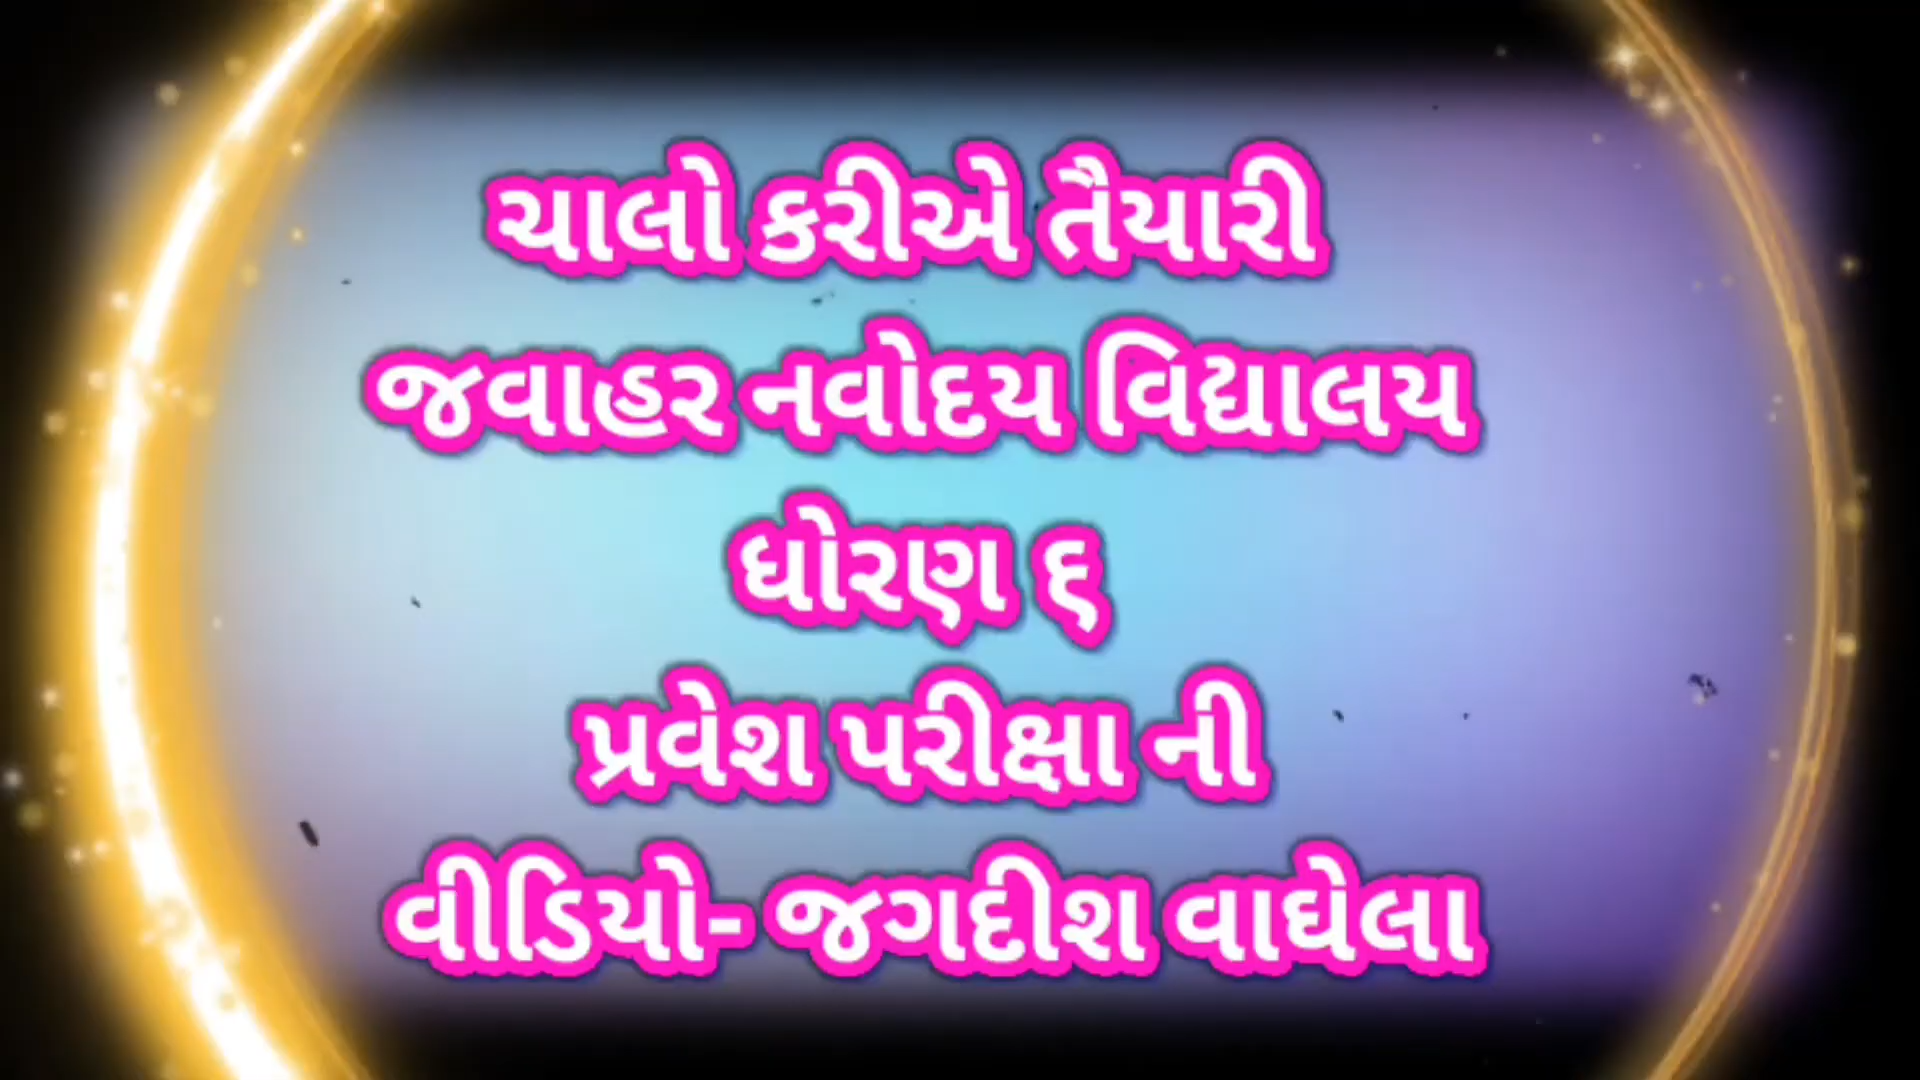 ચાલો કરીએ તૈયારી
જવાહર નવોદય વિદ્યાલય
ધોરણ ૬
પ્રવેશ પરીક્ષા ની
વીડિયો- જગદીશ વાઘેલા